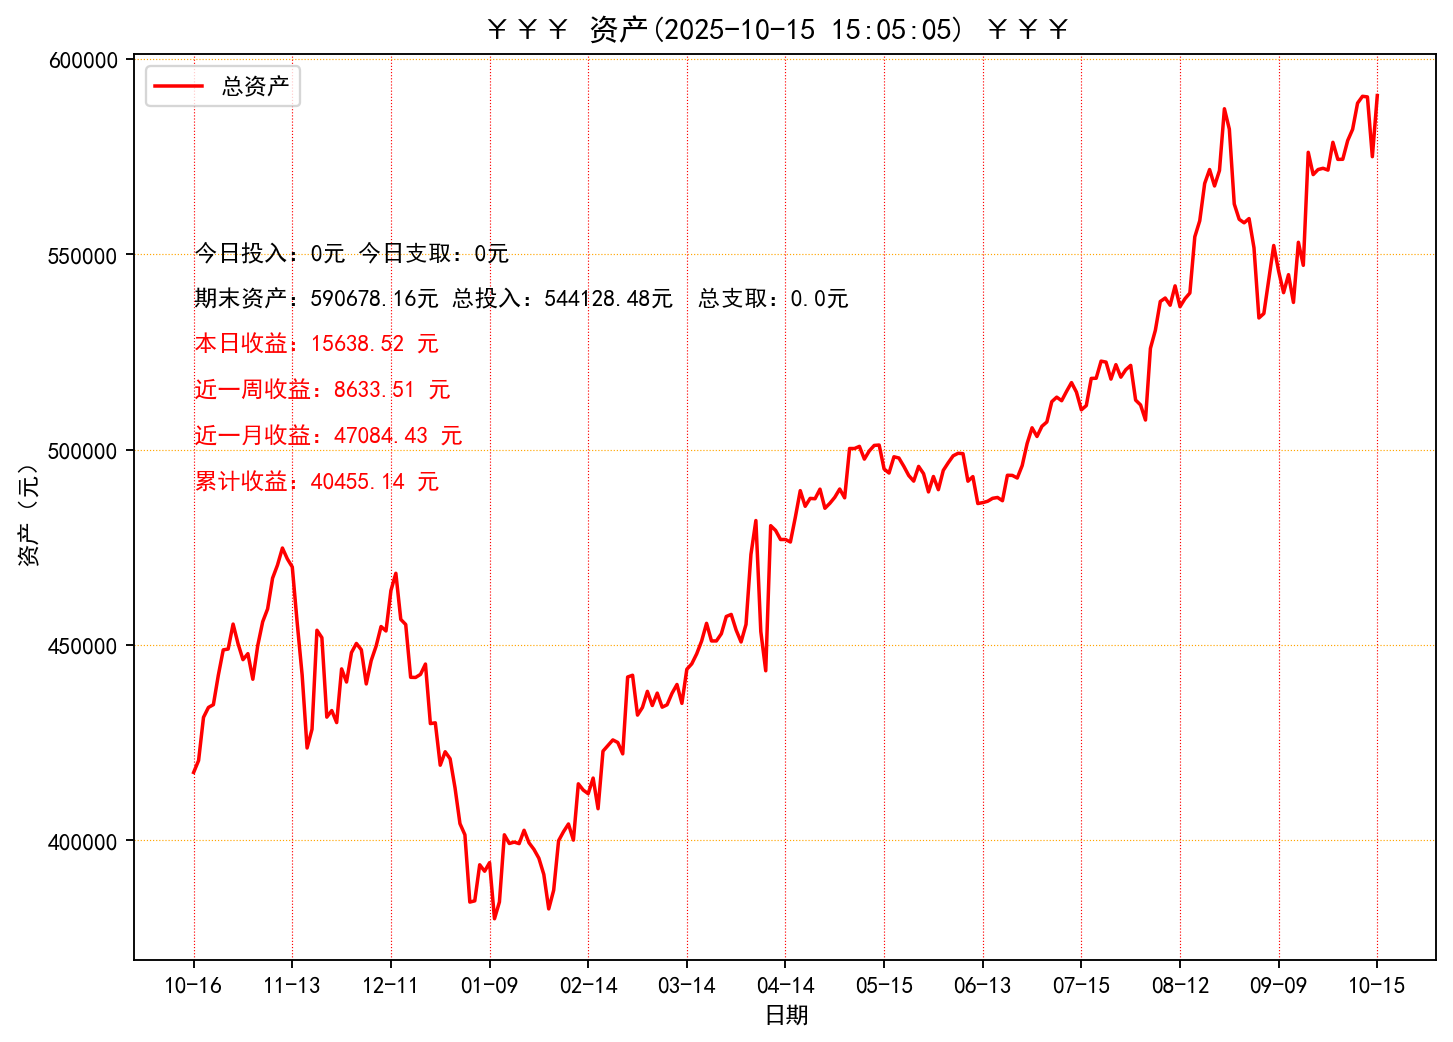 ￥￥￥ 资产(2025-10-15 15:05:05) ￥￥￥
总资产
600000
550000
500000
450000
400000
资产（元）
今日投入：0元 今日支取：0元
期末资产：590678.16元 总投入：544128.48元  总支取：0.0元
本日收益：15638.52 元
近一周收益：8633.51 元
近一月收益：47084.43 元
累计收益：40455.14 元
10-16 11-13 12-11 01-09 02-14 03-14 04-14 05-15 06-13 07-15 08-12 09-09 10-15
日期